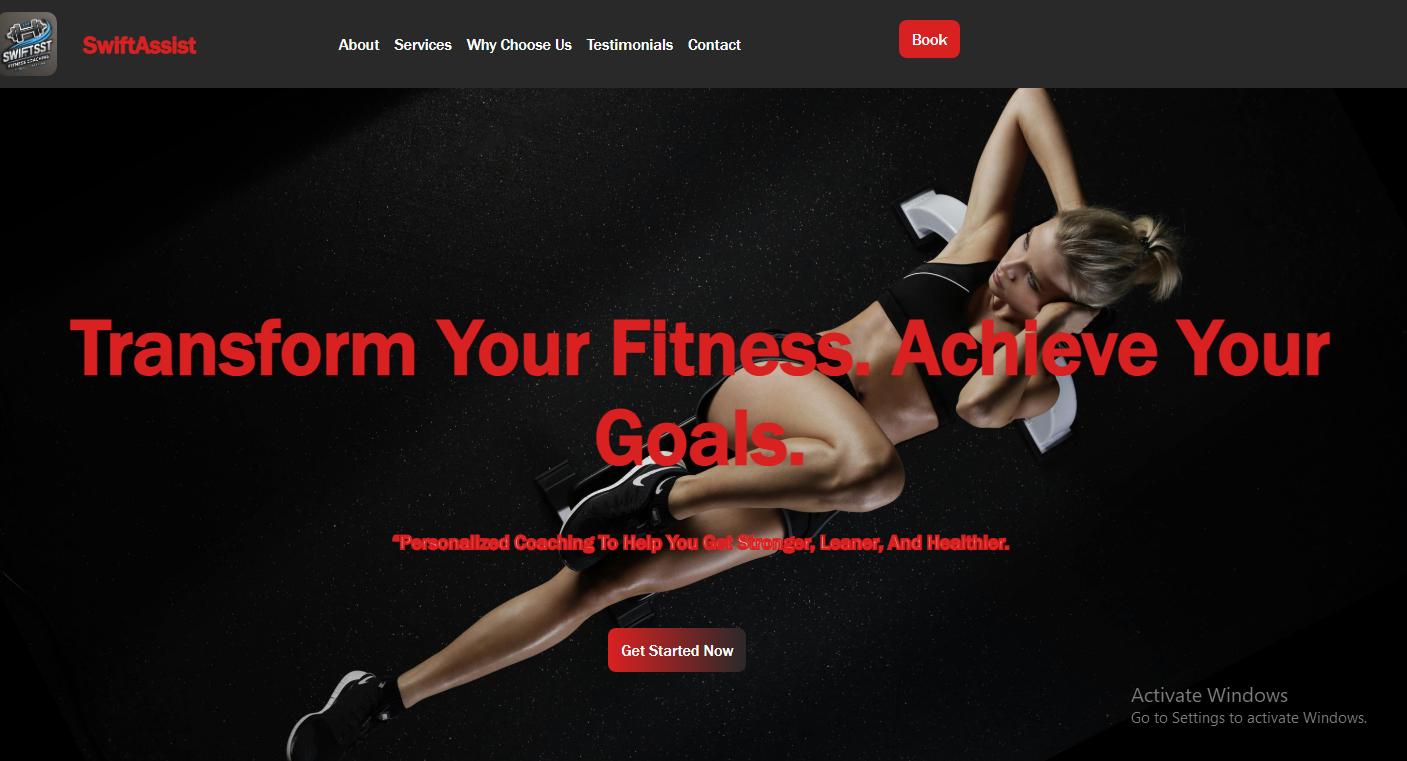 SWIFTSST
FITNESS COACHING
SwiftAssist
About Services Why Choose Us Testimonials Contact
Book
Transform Your Fitness. Achieve Your
Goals.
“Personalized Coaching To Help You Get Stronger, Leaner, And Healthier.
Get Started Now
Activate Windows
Go to Settings to activate Windows.